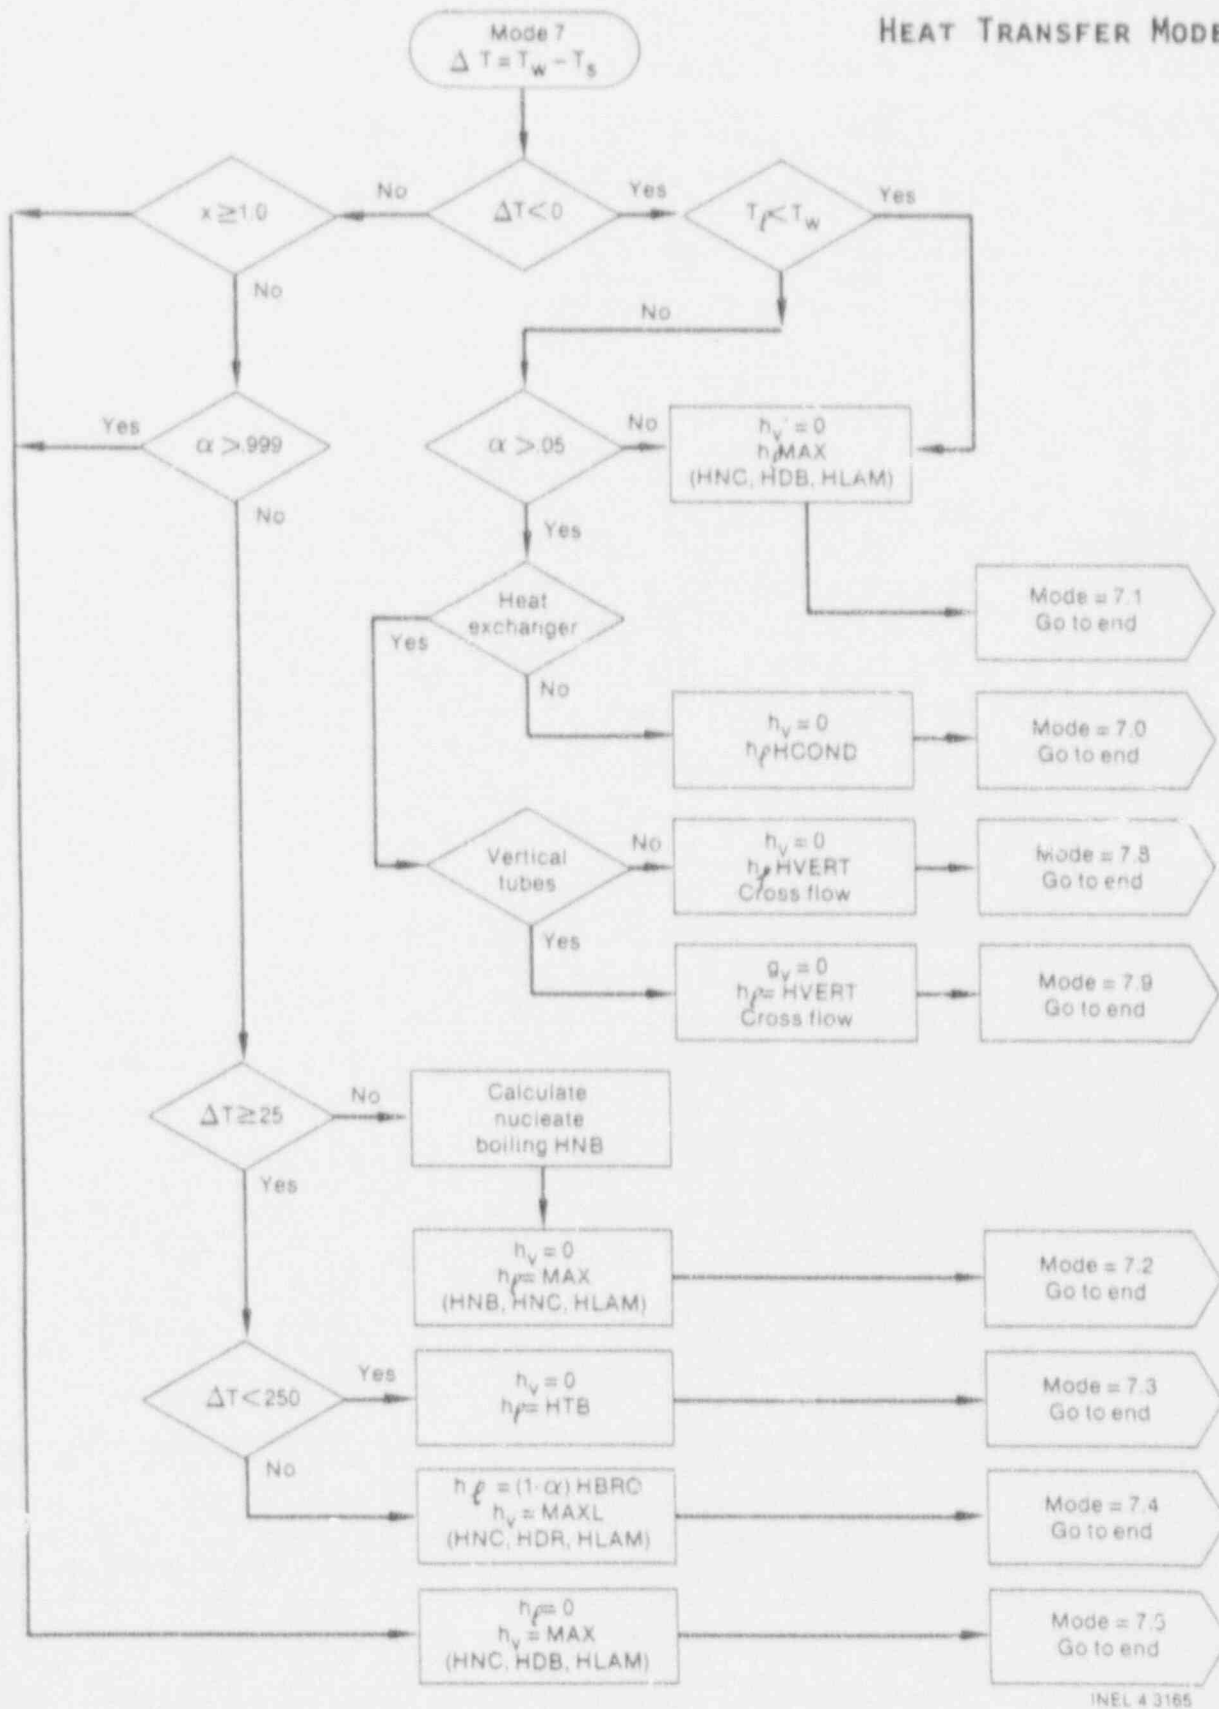 HEAT TRANSFER MODE
Mode 7
Δ T = T_w − T_s
No
Yes
Yes
x ≥ 1.0
ΔT < 0
T_ℓ < T_w
No
No
Yes
No
α > .999
α > .05
h_v = 0
h_ℓ MAX
(HNC, HDB, HLAM)
No
Yes
Heat
exchanger
Yes
No
Mode = 7.1
Go to end
h_v = 0
h_ℓ HCOND
Mode = 7.0
Go to end
Vertical
tubes
No
Yes
h_v = 0
h_ℓ HVERT
Cross flow
Mode = 7.8
Go to end
g_v = 0
h_ℓ = HVERT
Cross flow
Mode = 7.9
Go to end
ΔT ≥ 25
No
Yes
Calculate
nucleate
boiling HNB
h_v = 0
h_ℓ = MAX
(HNB, HNC, HLAM)
Mode = 7.2
Go to end
ΔT < 250
Yes
No
h_v = 0
h_ℓ = HTB
Mode = 7.3
Go to end
h_ℓ = (1-α) HBRO
h_v = MAXL
(HNC, HDR, HLAM)
Mode = 7.4
Go to end
h_ℓ = 0
h_v = MAX
(HNC, HDB, HLAM)
Mode = 7.5
Go to end
INEL 4 3165